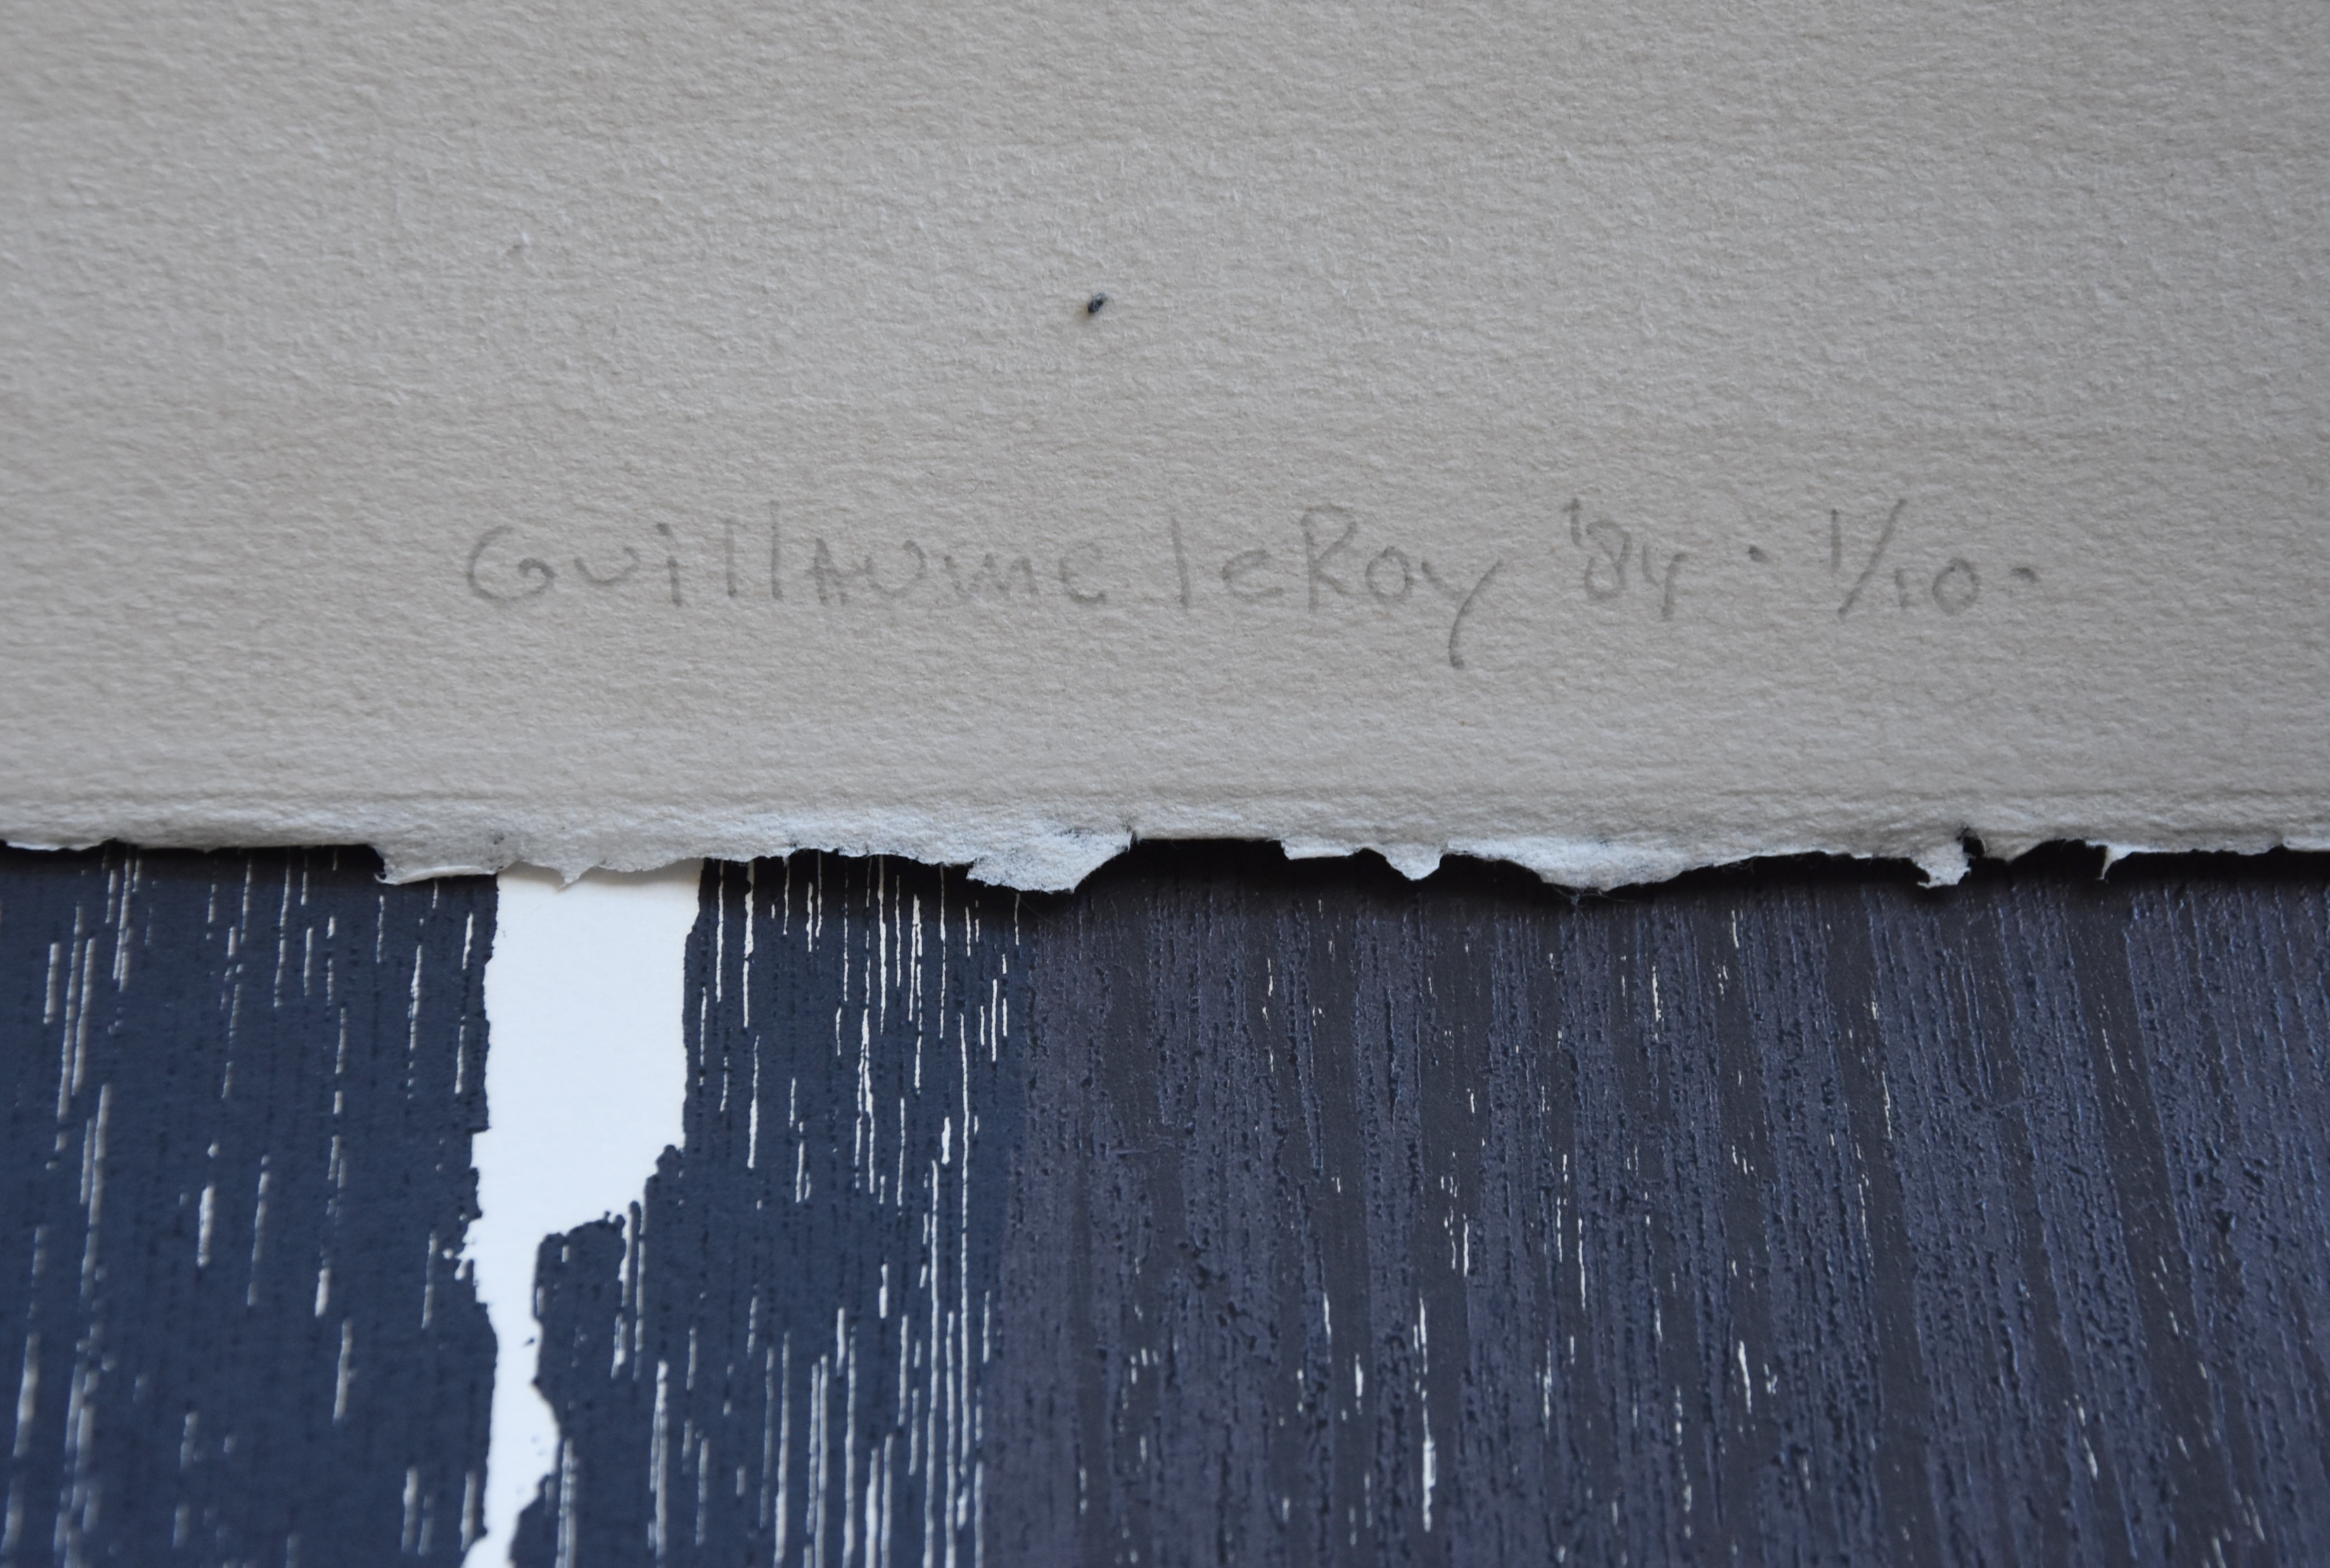 Guillaume leRoy '84 · 1/10 ·